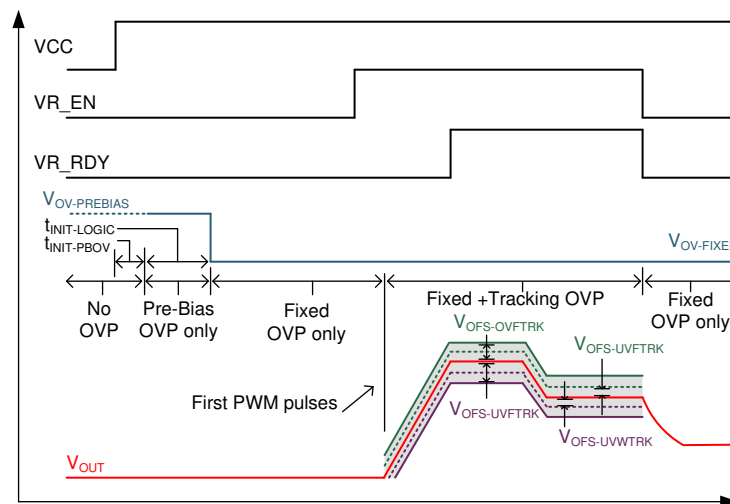 VCC
VR_EN
VR_RDY
VOV-PREBIAS
tINIT-LOGIC
tINIT-PBOV
VOV-FIXED
No
OVP
Pre-Bias
OVP only
Fixed
OVP only
Fixed +Tracking OVP
Fixed
OVP only
VOFS-OVFTRK
VOFS-UVFTRK
First PWM pulses
VOFS-UVFTRK
VOFS-UVWTRK
VOUT